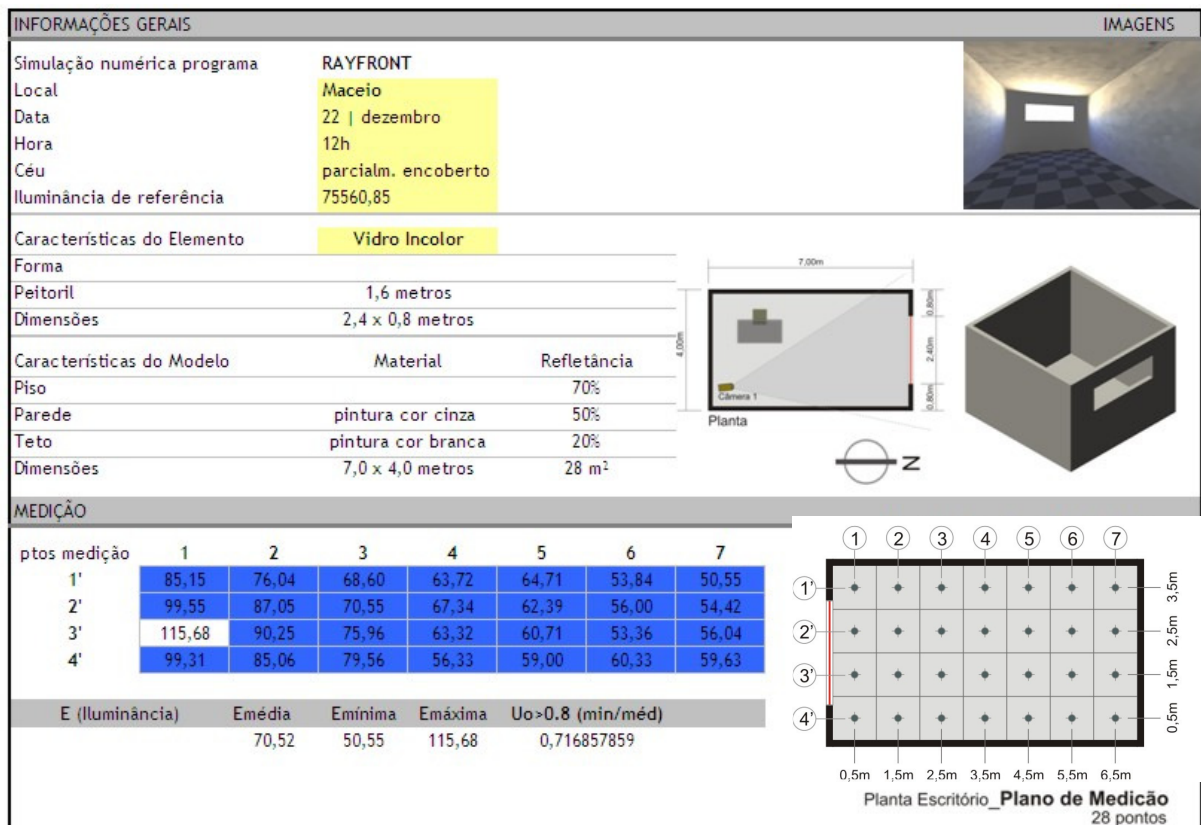 INFORMAÇÕES GERAIS IMAGENS
Simulação numérica programa RAYFRONT
Local Maceio
Data 22 | dezembro
Hora 12h
Céu parcialm. encoberto
Iluminância de referência 75560,85
Características do Elemento Vidro Incolor
Forma
Peitoril 1,6 metros
Dimensões 2,4 x 0,8 metros
Características do Modelo Material Refletância
Piso 70%
Parede pintura cor cinza 50%
Teto pintura cor branca 20%
Dimensões 7,0 x 4,0 metros 28 m²
7,00m
4,00m
0,80m
2,40m
0,80m
Câmera 1
Planta
N
MEDIÇÃO
ptos medição 1 2 3 4 5 6 7
1' 85,15 76,04 68,60 63,72 64,71 53,84 50,55
2' 99,55 87,05 70,55 67,34 62,39 56,00 54,42
3' 115,68 90,25 75,96 63,32 60,71 53,36 56,04
4' 99,31 85,06 79,56 56,33 59,00 60,33 59,63
E (Iluminância) Emédia Emínima Emáxima Uo>0.8 (min/méd)
70,52 50,55 115,68 0,716857859
1 2 3 4 5 6 7
1' 3,5m
2' 2,5m
3' 1,5m
4' 0,5m
0,5m 1,5m 2,5m 3,5m 4,5m 5,5m 6,5m
Planta Escritório_Plano de Medicão
28 pontos